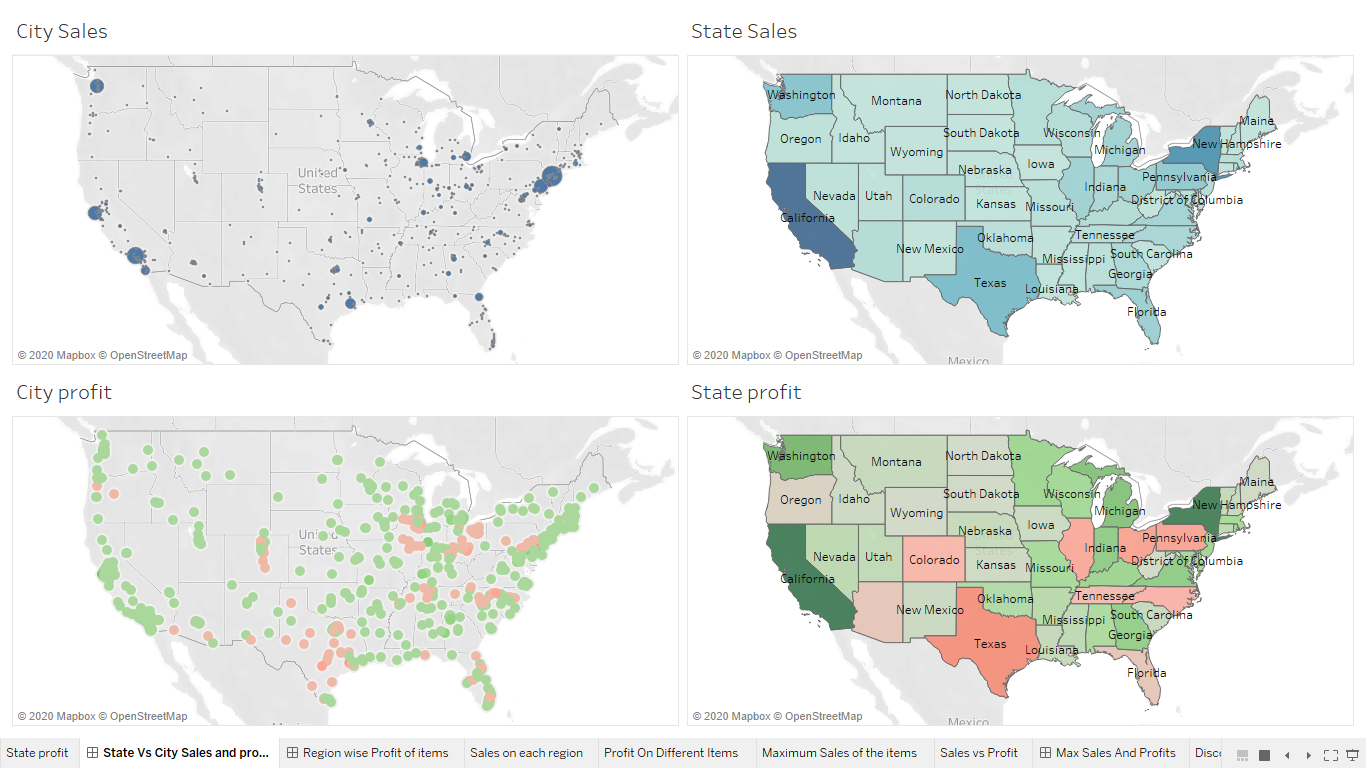 City Sales
State Sales
United
States
© 2020 Mapbox © OpenStreetMap
Washington
Montana
North Dakota
Oregon
Idaho
South Dakota
Wyoming
Wisconsin
Michigan
Maine
New Hampshire
Nebraska
Iowa
Pennsylvania
Nevada
Utah
Colorado
States
Kansas
Missouri
Indiana
District of Columbia
California
New Mexico
Oklahoma
Tennessee
Mississippi
South Carolina
Texas
Georgia
Louisiana
Florida
Mexico
© 2020 Mapbox © OpenStreetMap
City profit
State profit
United
States
© 2020 Mapbox © OpenStreetMap
Washington
Montana
North Dakota
Oregon
Idaho
South Dakota
Wyoming
Wisconsin
Michigan
Maine
New Hampshire
Nebraska
Iowa
Pennsylvania
Nevada
Utah
Colorado
States
Kansas
Missouri
Indiana
District of Columbia
California
New Mexico
Oklahoma
Tennessee
Mississippi
South Carolina
Texas
Georgia
Louisiana
Florida
Mexico
© 2020 Mapbox © OpenStreetMap
State profit
State Vs City Sales and pro...
Region wise Profit of items
Sales on each region
Profit On Different Items
Maximum Sales of the items
Sales vs Profit
Max Sales And Profits
Disc